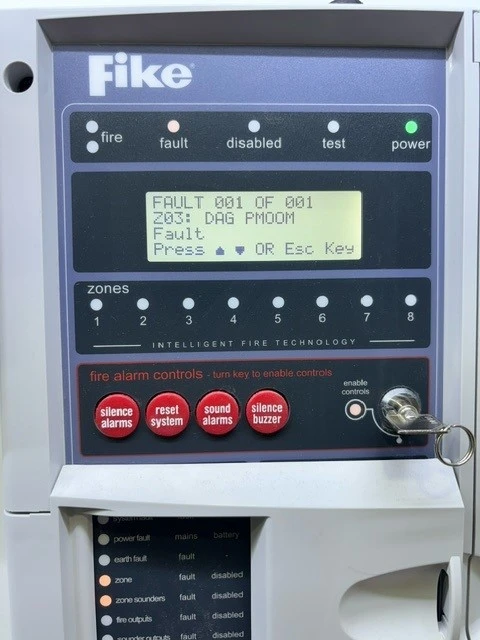 Fike
fire
fault
disabled
test
power
FAULT 001 OF 001
Z03: DAG PMOOM
Fault
Press ▲ ▼ OR Esc Key
zones
1 2 3 4 5 6 7 8
INTELLIGENT FIRE TECHNOLOGY
fire alarm controls - turn key to enable controls
enable
controls
silence
alarms
reset
system
sound
alarms
silence
buzzer
power fault mains battery
earth fault fault
zone fault disabled
zone sounders fault disabled
fire outputs fault disabled
sounder outputs fault disabled